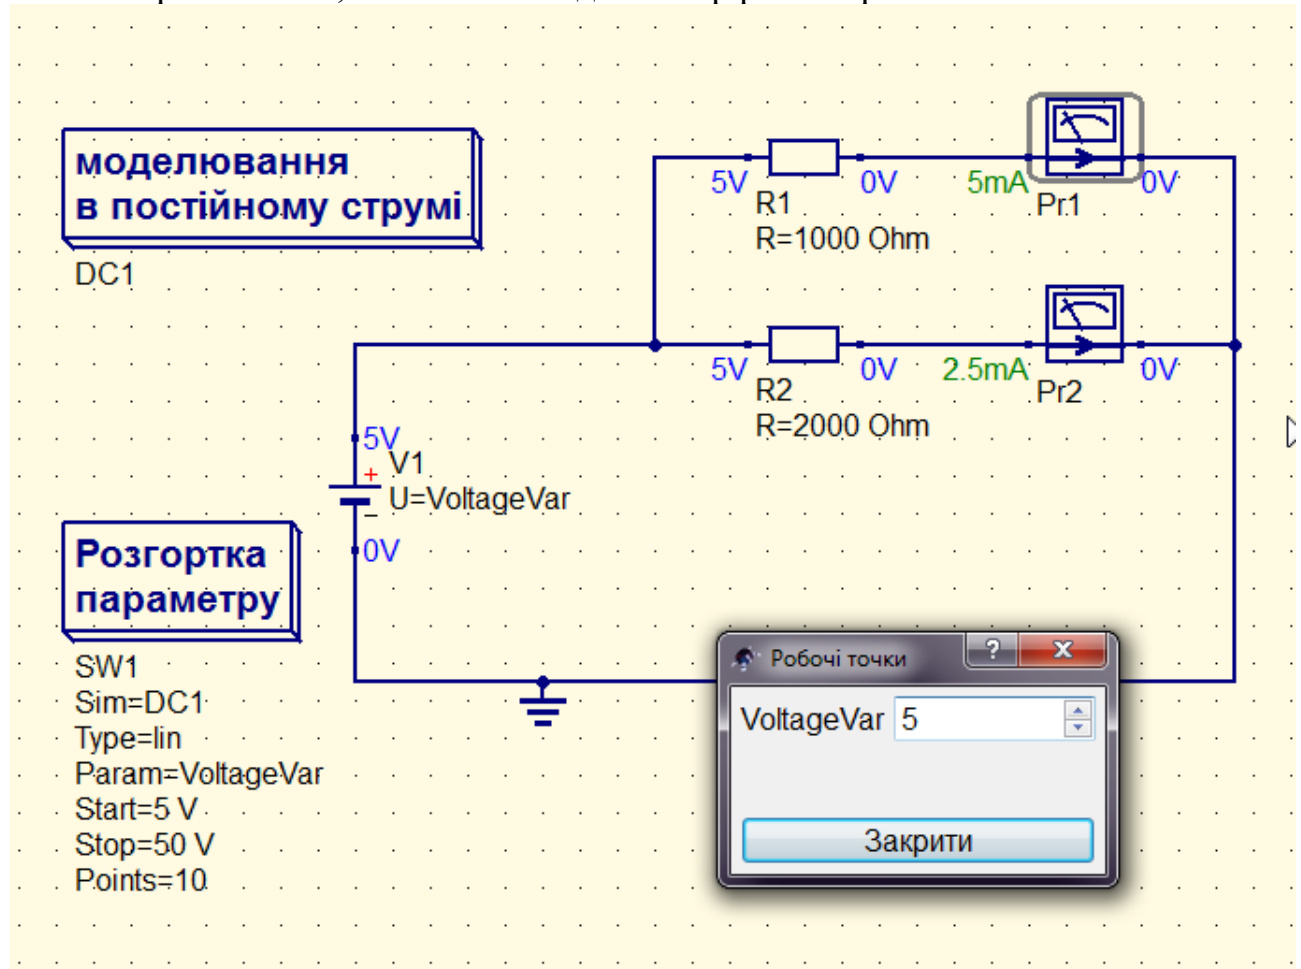 моделювання
в постійному струмі
DC1
5V
R1
R=1000 Ohm
0V
5mA
Pr1
0V
5V
R2
R=2000 Ohm
0V
2.5mA
Pr2
0V
5V
+
V1
U=VoltageVar
_
0V
Розгортка
параметру
SW1
Sim=DC1
Type=lin
Param=VoltageVar
Start=5 V
Stop=50 V
Points=10
Робочі точки
?
x
VoltageVar 5
Закрити